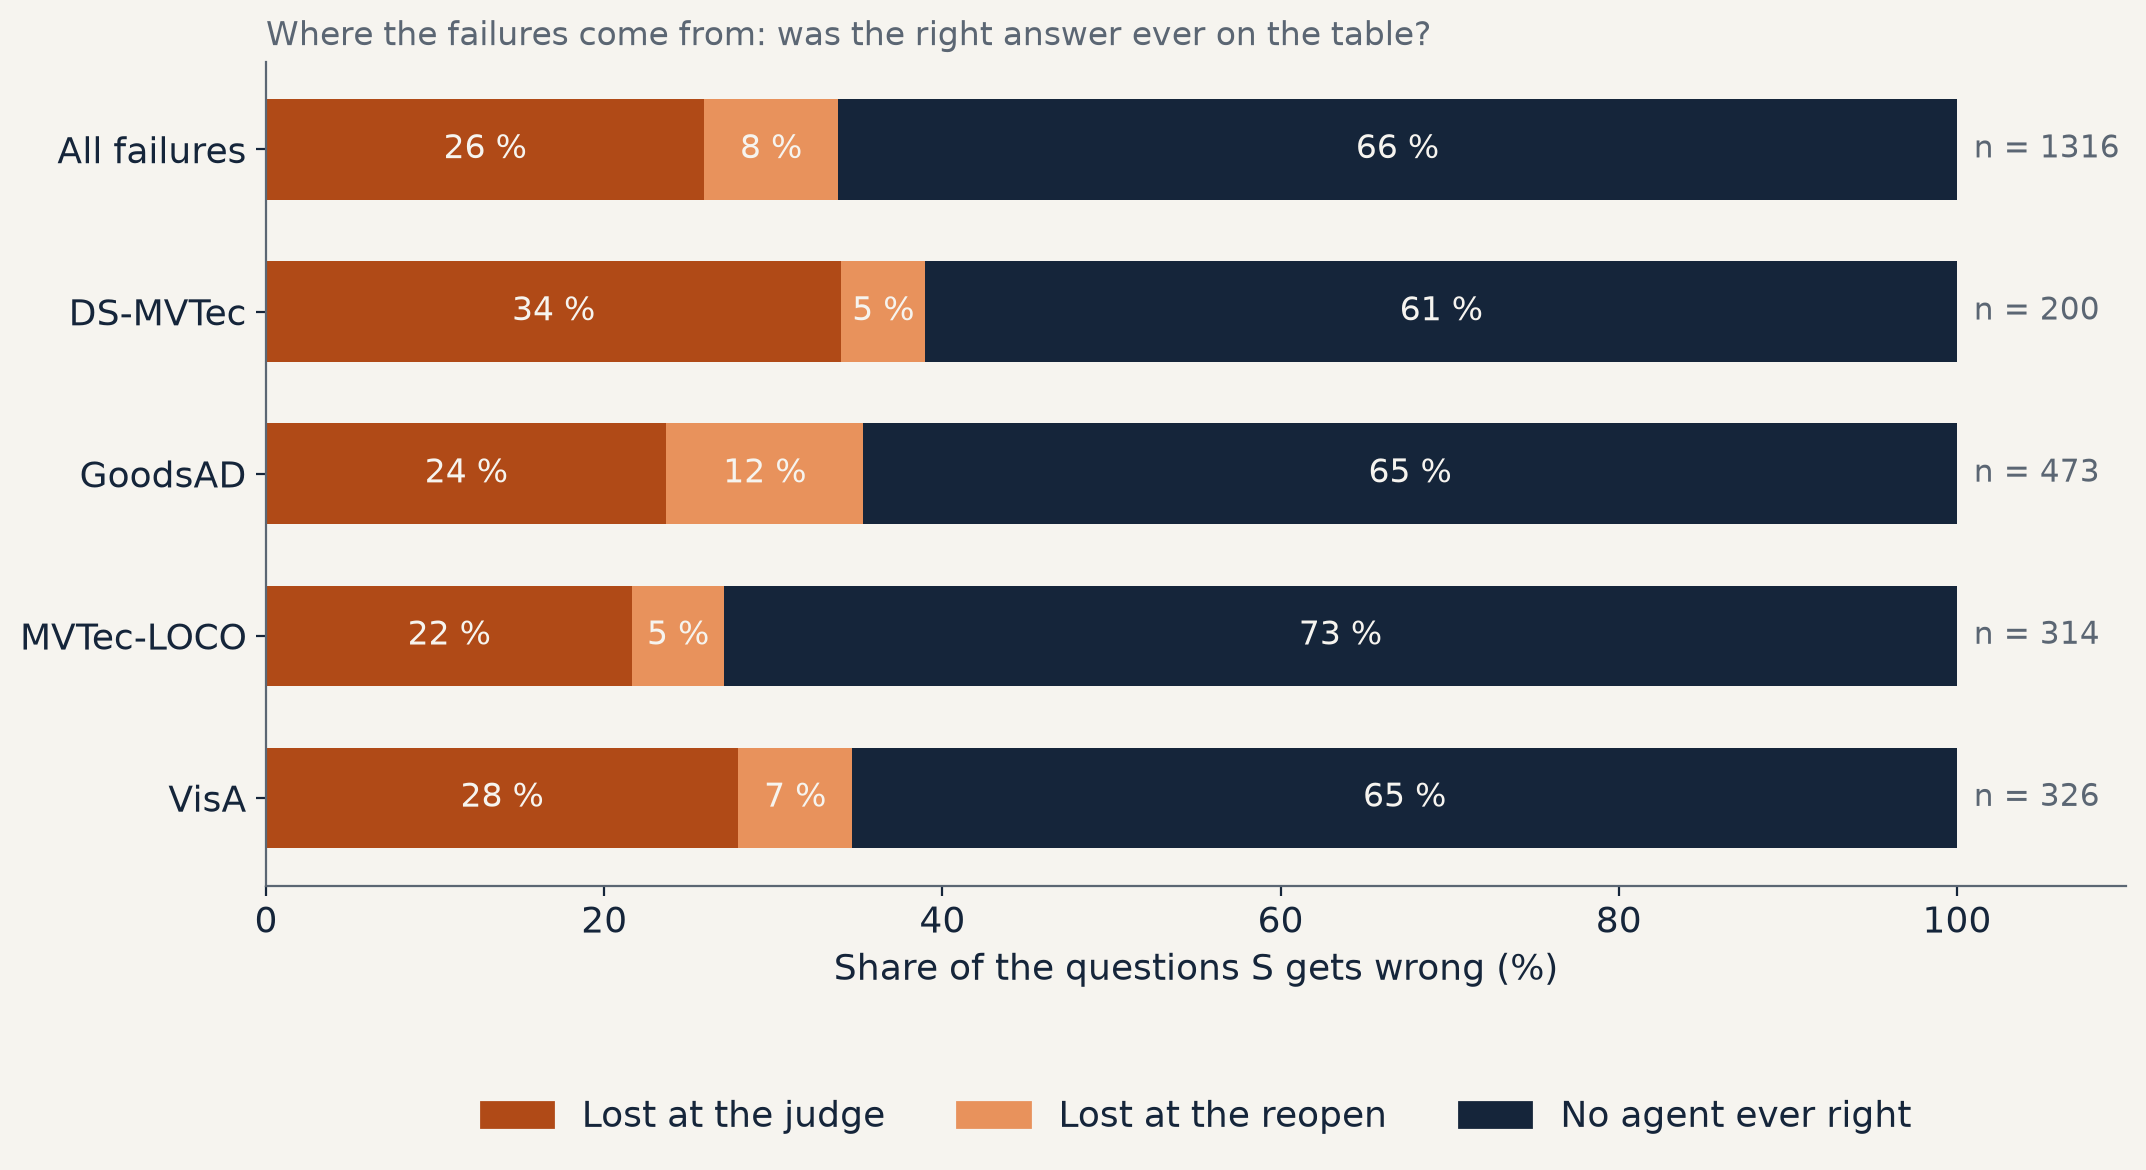 Where the failures come from: was the right answer ever on the table?
All failures 26 % 8 % 66 % n = 1316
DS-MVTec 34 % 5 % 61 % n = 200
GoodsAD 24 % 12 % 65 % n = 473
MVTec-LOCO 22 % 5 % 73 % n = 314
VisA 28 % 7 % 65 % n = 326
0 20 40 60 80 100
Share of the questions S gets wrong (%)
Lost at the judge Lost at the reopen No agent ever right